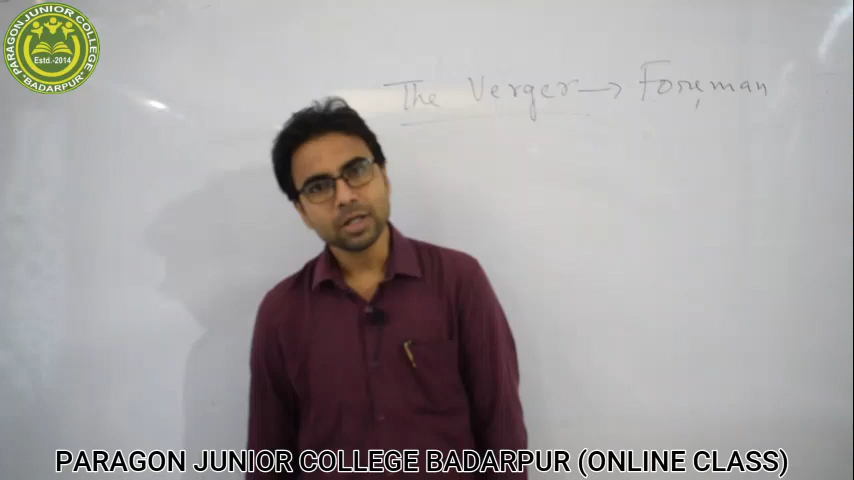 PARAGON JUNIOR COLLEGE
Estd.-2014
BADARPUR
The Verger → Foreman
PARAGON JUNIOR COLLEGE BADARPUR (ONLINE CLASS)